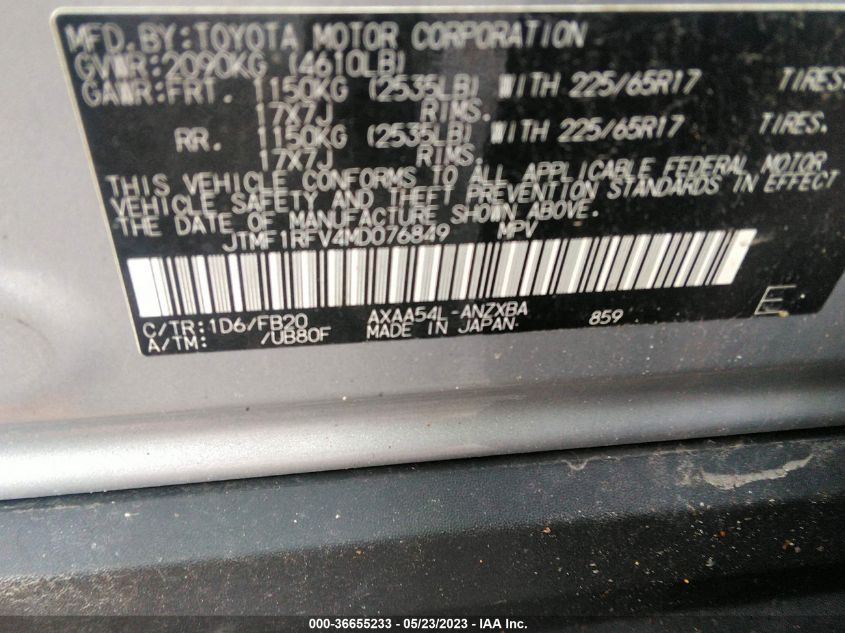 MFD.BY:TOYOTA MOTOR CORPORATION
GVWR:2090KG (4610LB)
GAWR:FRT. 1150KG (2535LB) WITH 225/65R17 TIRES.
17X7J RIMS.
RR. 1150KG (2535LB) WITH 225/65R17 TIRES.
17X7J RIMS.
THIS VEHICLE CONFORMS TO ALL APPLICABLE FEDERAL MOTOR
VEHICLE SAFETY AND THEFT PREVENTION STANDARDS IN EFFECT
THE DATE OF MANUFACTURE SHOWN ABOVE.
JTMF1RFV4MD076849 MPV
C/TR:1D6/FB20 AXAA54L-ANZXBA 859 E
A/TM: /UB80F MADE IN JAPAN
000-36655233 - 05/23/2023 - WWW.IAAI.COM